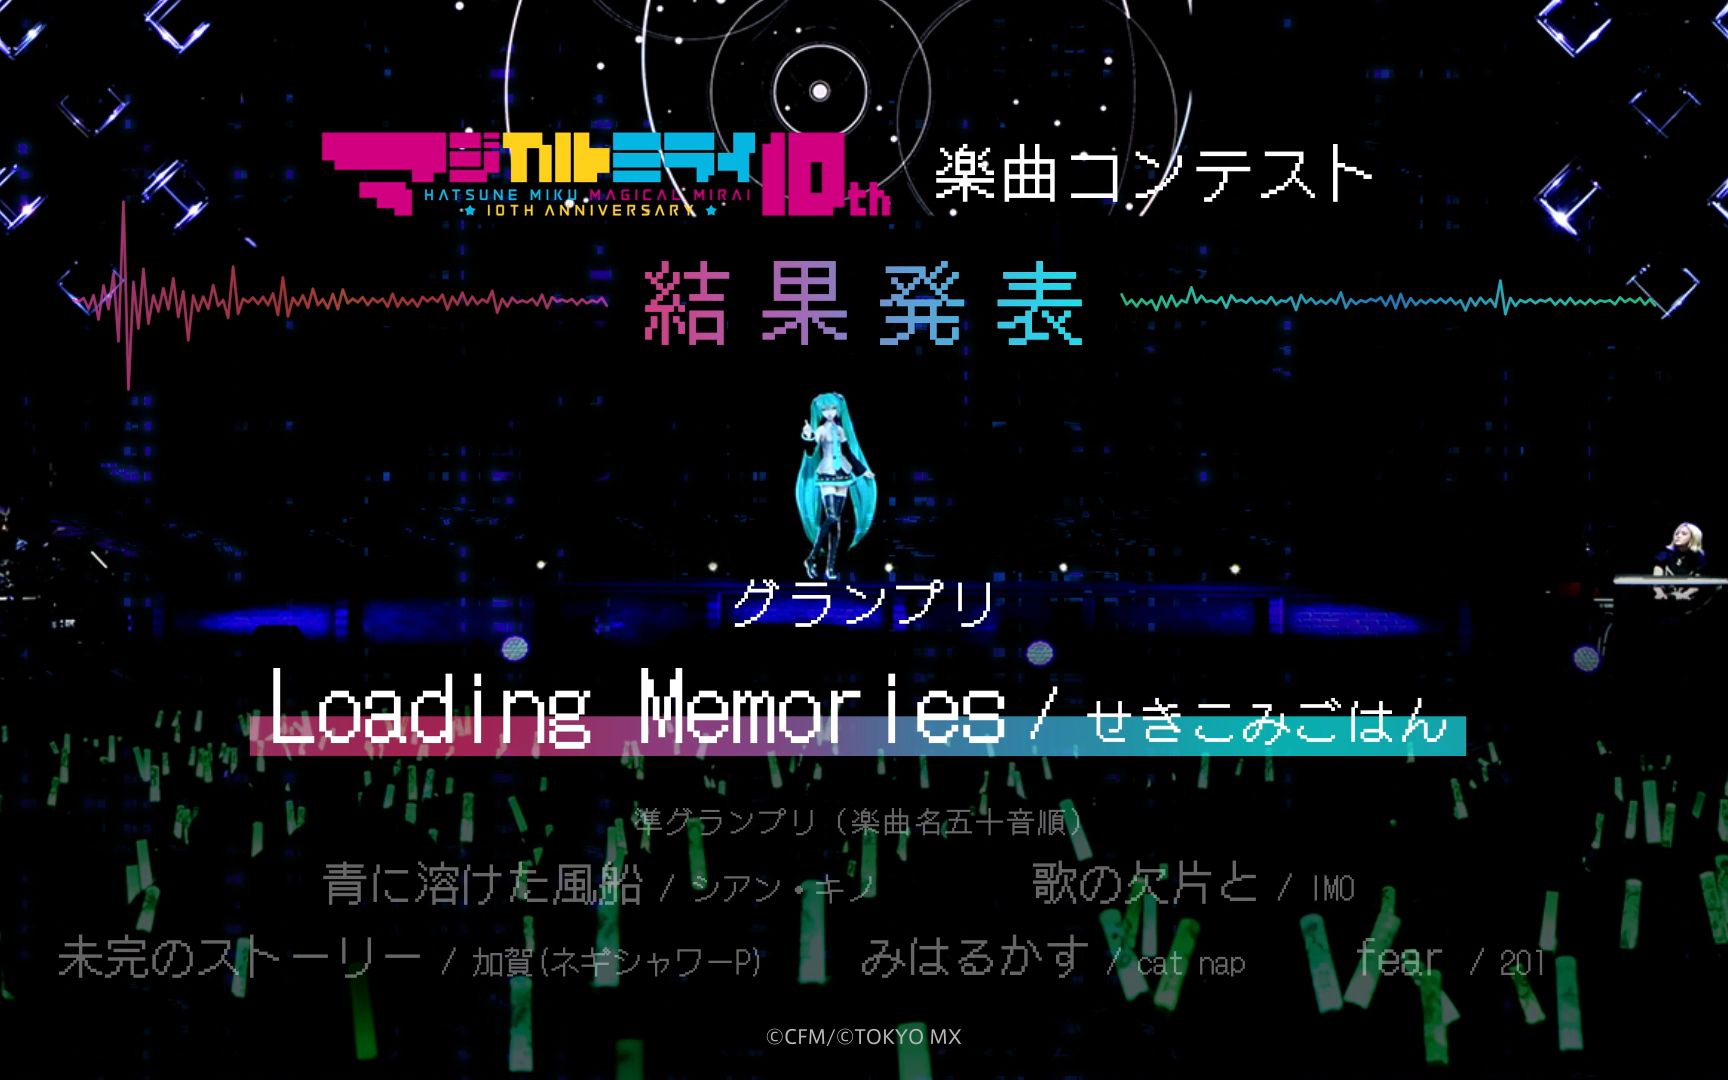 マジカルミライ 10th 楽曲コンテスト
HATSUNE MIKU MAGICAL MIRAI
★ 10TH ANNIVERSARY ★
結果発表
グランプリ
Loading Memories / せきこみごはん
準グランプリ（楽曲名五十音順）
青に溶けた風船 / シアン・キノ 歌の欠片と / IMO
未完のストーリー / 加賀(ネギシャワーP) みはるかす / cat nap fear / 201
©CFM/©TOKYO MX